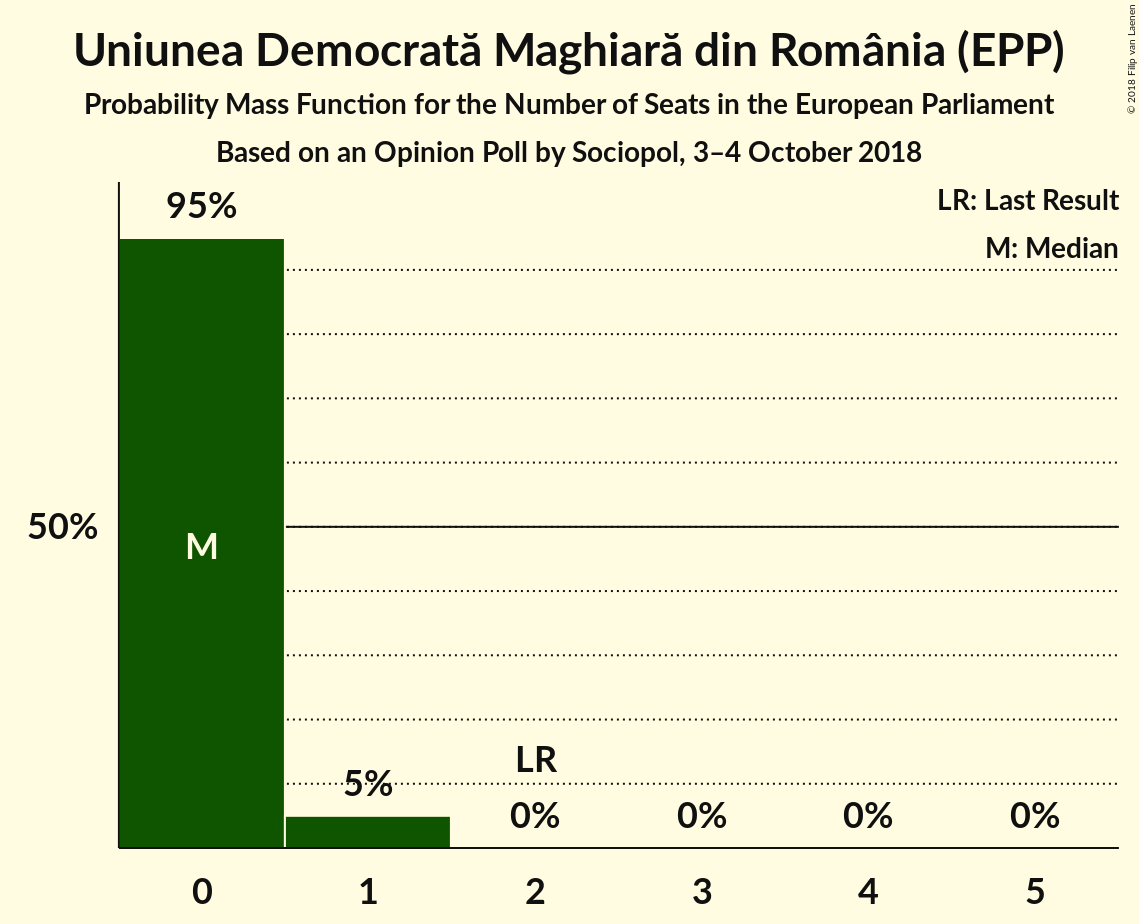 Uniunea Democrată Maghiară din România (EPP)
Probability Mass Function for the Number of Seats in the European Parliament
Based on an Opinion Poll by Sociopol, 3–4 October 2018
© 2018 Filip van Laenen
LR: Last Result
M: Median
95%
50%
M
LR
5%
0%
0%
0%
0%
0
1
2
3
4
5